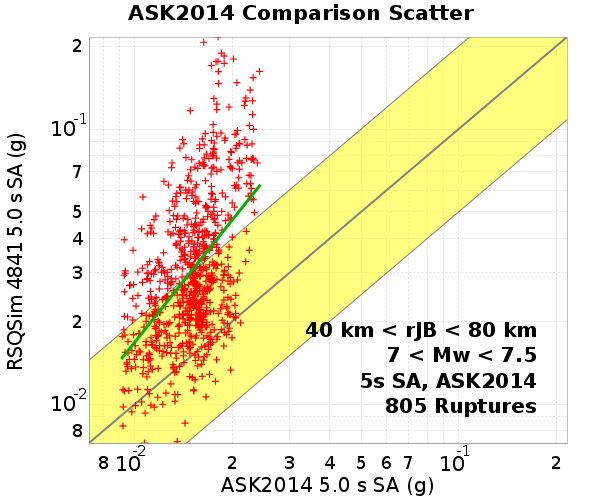 ASK2014 Comparison Scatter
RSQSim 4841 5.0 s SA (g)
2
10-1
7
5
4
3
2
10-2
8
40 km < rJB < 80 km
7 < Mw < 7.5
5s SA, ASK2014
805 Ruptures
8 10-2 2 3 4 5 6 7 10-1 2
ASK2014 5.0 s SA (g)